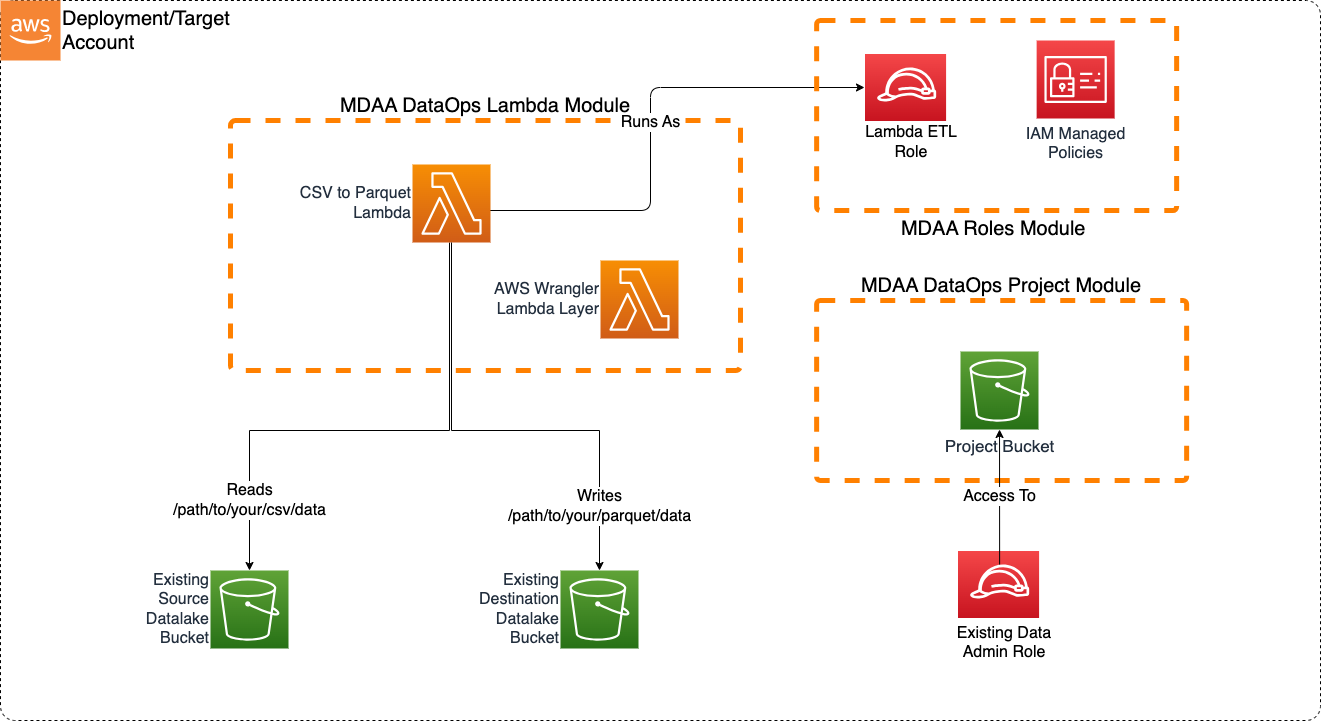 aws
Deployment/Target
Account
MDAA DataOps Lambda Module
Runs As
CSV to Parquet
Lambda
AWS Wrangler
Lambda Layer
Lambda ETL
Role
IAM Managed
Policies
MDAA Roles Module
MDAA DataOps Project Module
Project Bucket
Access To
Existing Data
Admin Role
Reads
/path/to/your/csv/data
Writes
/path/to/your/parquet/data
Existing
Source
Datalake
Bucket
Existing
Destination
Datalake
Bucket